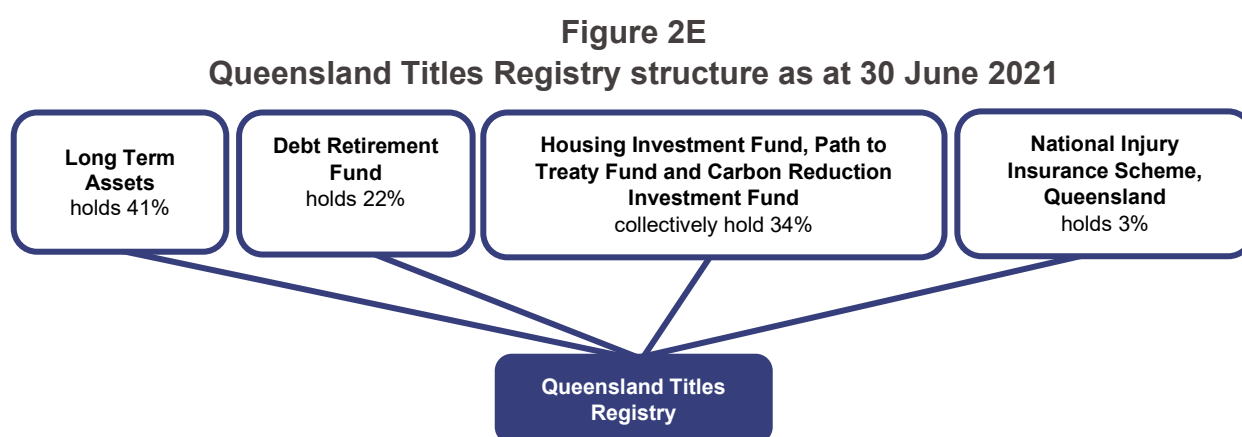 Figure 2E
Queensland Titles Registry structure as at 30 June 2021
Long Term
Assets
holds 41%
Debt Retirement
Fund
holds 22%
Housing Investment Fund, Path to
Treaty Fund and Carbon Reduction
Investment Fund
collectively hold 34%
National Injury
Insurance Scheme,
Queensland
holds 3%
Queensland Titles
Registry